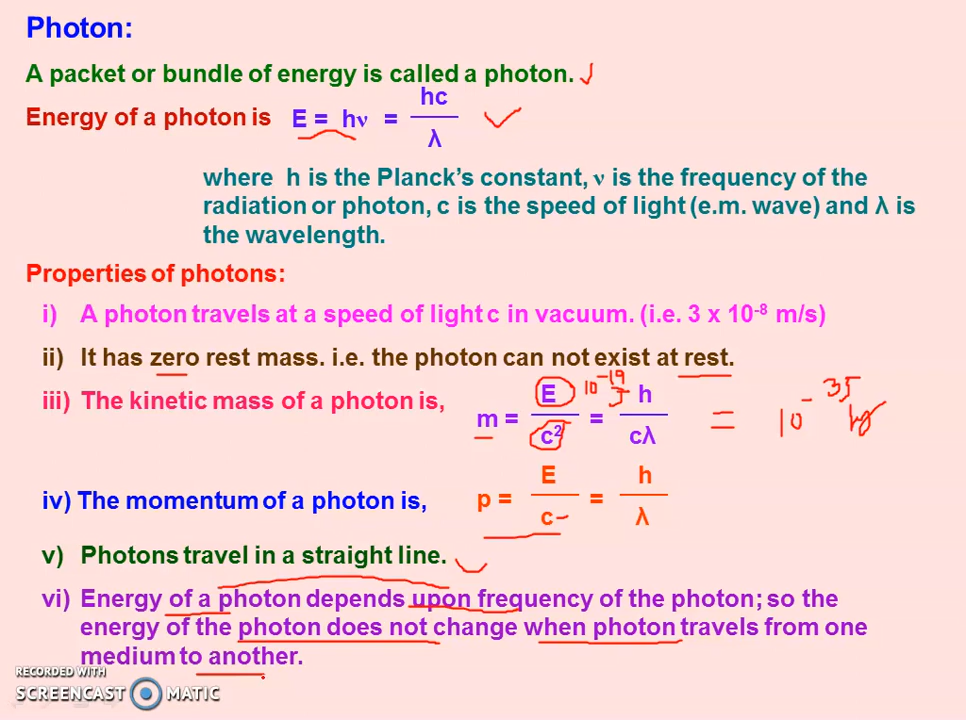 Photon:
A packet or bundle of energy is called a photon.
Energy of a photon is E = hν = hc / λ
where h is the Planck's constant, ν is the frequency of the
radiation or photon, c is the speed of light (e.m. wave) and λ is
the wavelength.
Properties of photons:
i) A photon travels at a speed of light c in vacuum. (i.e. 3 x 10⁻⁸ m/s)
ii) It has zero rest mass. i.e. the photon can not exist at rest.
iii) The kinetic mass of a photon is, m = E / c² = h / cλ
10⁻¹⁹ J
= 10⁻³⁵ kg
iv) The momentum of a photon is, p = E / c = h / λ
v) Photons travel in a straight line.
vi) Energy of a photon depends upon frequency of the photon; so the
energy of the photon does not change when photon travels from one
medium to another.
RECORDED WITH
SCREENCAST MATIC